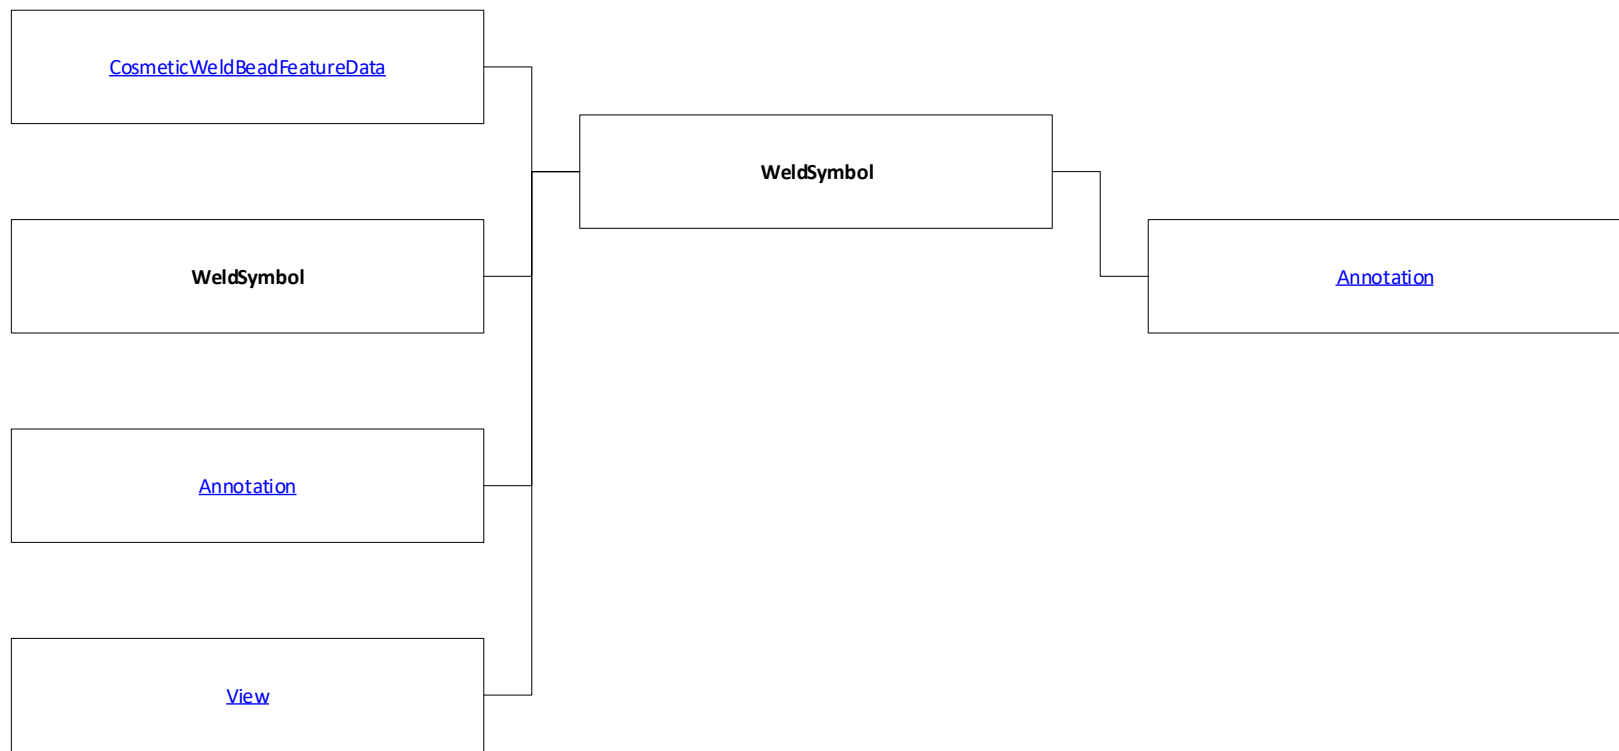 CosmeticWeldBeadFeatureData
WeldSymbol
WeldSymbol
Annotation
Annotation
View